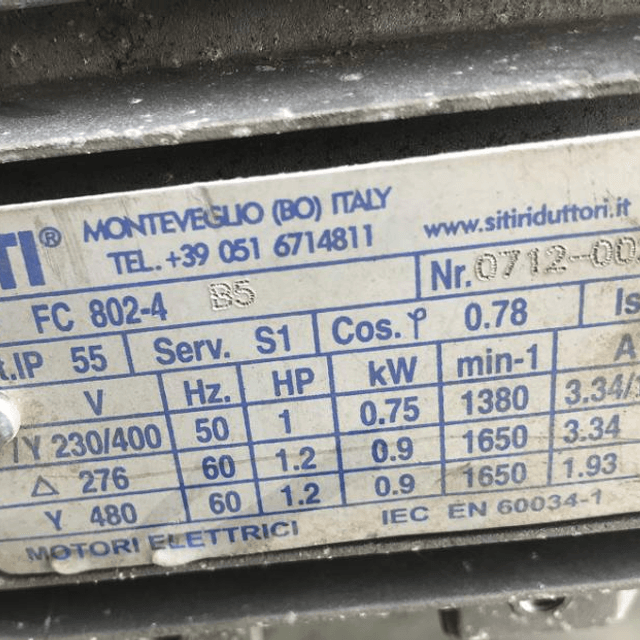 TI® MONTEVEGLIO (BO) ITALY
TEL. +39 051 6714811 www.sitiriduttori.it
FC 802-4 B5 Nr. 0712-00
IP 55 Serv. S1 Cos. φ 0.78 Is
V Hz. HP kW min-1 A
Y 230/400 50 1 0.75 1380 3.34/
△ 276 60 1.2 0.9 1650 3.34
Y 480 60 1.2 0.9 1650 1.93
MOTORI ELETTRICI IEC EN 60034-1